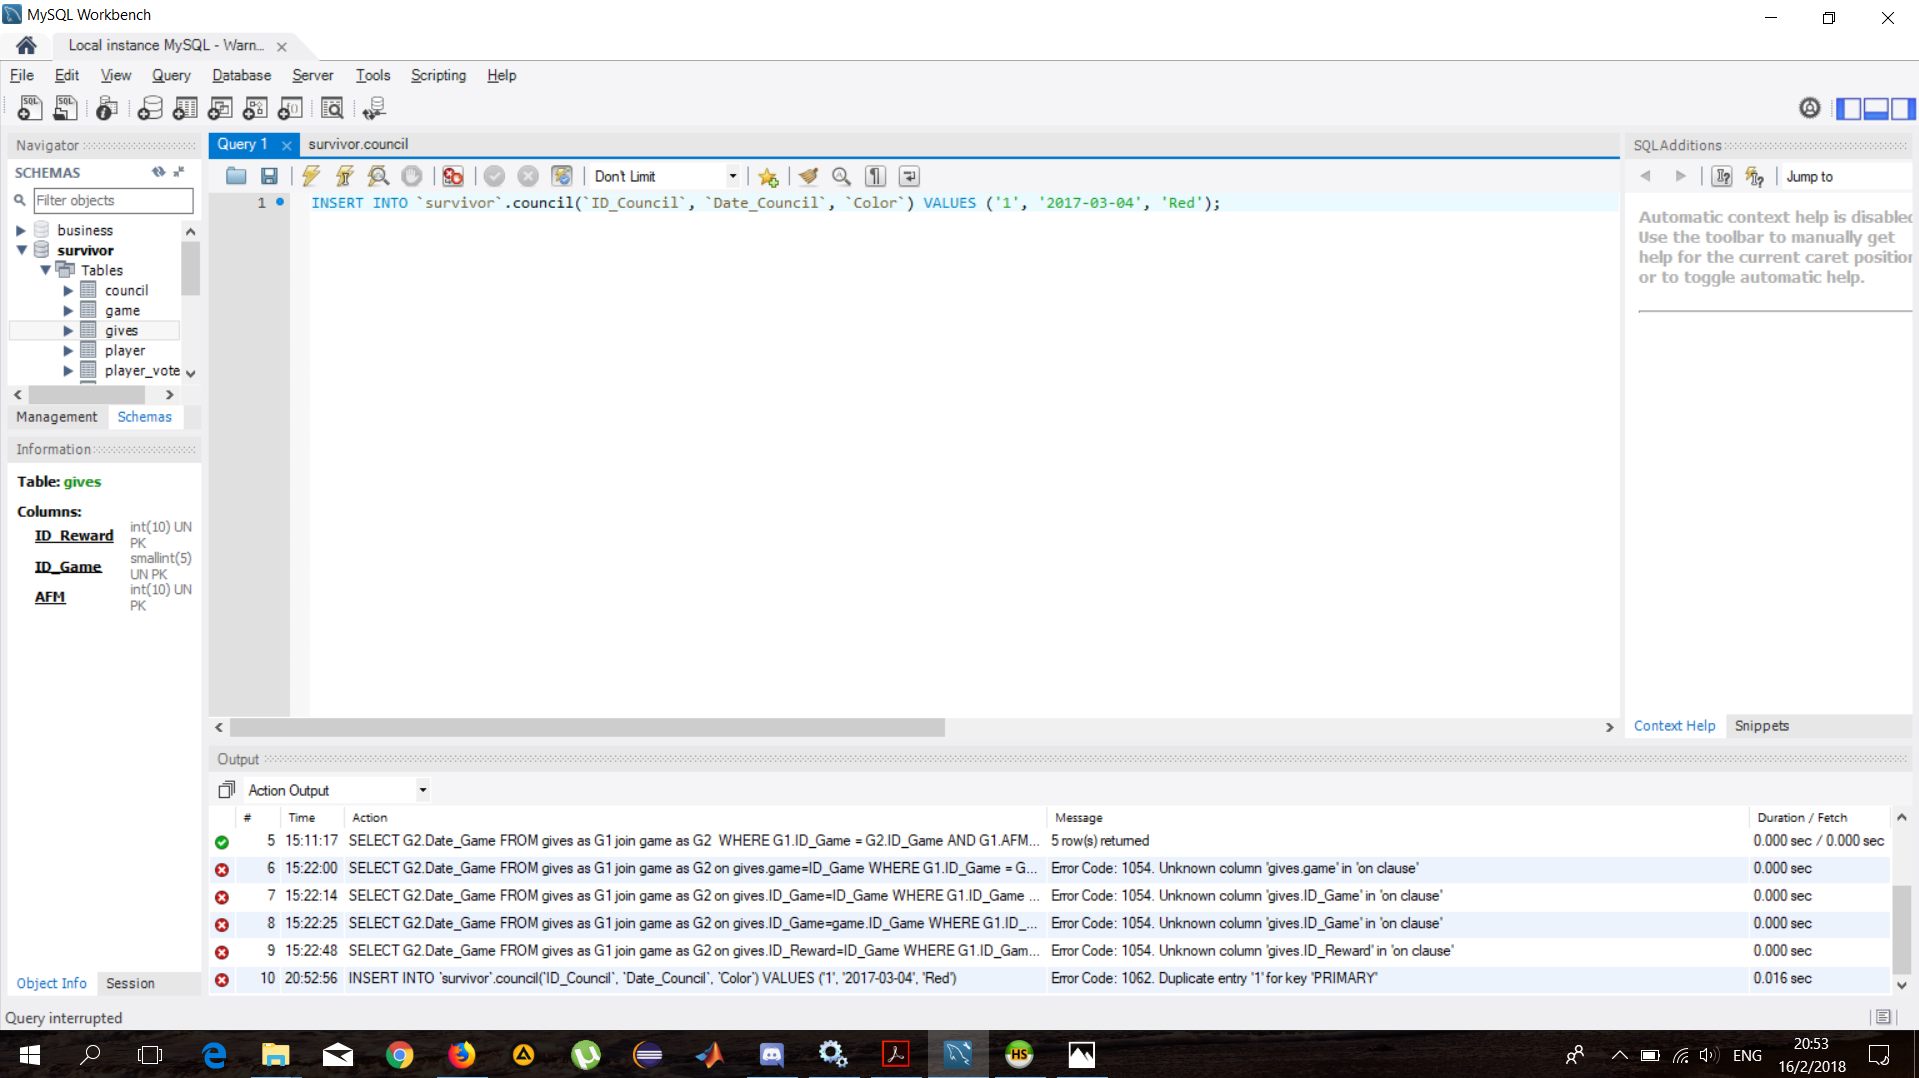 MySQL Workbench
Local instance MySQL - Warn...
File Edit View Query Database Server Tools Scripting Help
Navigator
SCHEMAS
Filter objects
business
survivor
Tables
council
game
gives
player
player_vote
Management Schemas
Information
Table: gives
Columns:
ID_Reward int(10) UN PK
ID_Game smallint(5) UN PK
AFM int(10) UN PK
Object Info Session
Query 1 survivor.council
Don't Limit
1 INSERT INTO `survivor`.council(`ID_Council`, `Date_Council`, `Color`) VALUES ('1', '2017-03-04', 'Red');
SQLAdditions
Jump to
Automatic context help is disabled
Use the toolbar to manually get
help for the current caret position
or to toggle automatic help.
Context Help Snippets
Output
Action Output
# Time Action Message Duration / Fetch
5 15:11:17 SELECT G2.Date_Game FROM gives as G1 join game as G2 WHERE G1.ID_Game = G2.ID_Game AND G1.AFM... 5 row(s) returned 0.000 sec / 0.000 sec
6 15:22:00 SELECT G2.Date_Game FROM gives as G1 join game as G2 on gives.game=ID_Game WHERE G1.ID_Game = G... Error Code: 1054. Unknown column 'gives.game' in 'on clause' 0.000 sec
7 15:22:14 SELECT G2.Date_Game FROM gives as G1 join game as G2 on gives.ID_Game=ID_Game WHERE G1.ID_Game ... Error Code: 1054. Unknown column 'gives.ID_Game' in 'on clause' 0.000 sec
8 15:22:25 SELECT G2.Date_Game FROM gives as G1 join game as G2 on gives.ID_Game=game.ID_Game WHERE G1.ID_... Error Code: 1054. Unknown column 'gives.ID_Game' in 'on clause' 0.000 sec
9 15:22:48 SELECT G2.Date_Game FROM gives as G1 join game as G2 on gives.ID_Reward=ID_Game WHERE G1.ID_Gam... Error Code: 1054. Unknown column 'gives.ID_Reward' in 'on clause' 0.000 sec
10 20:52:56 INSERT INTO `survivor`.council(`ID_Council`, `Date_Council`, `Color`) VALUES ('1', '2017-03-04', 'Red') Error Code: 1062. Duplicate entry '1' for key 'PRIMARY' 0.016 sec
Query interrupted
HS
ENG
20:53
16/2/2018